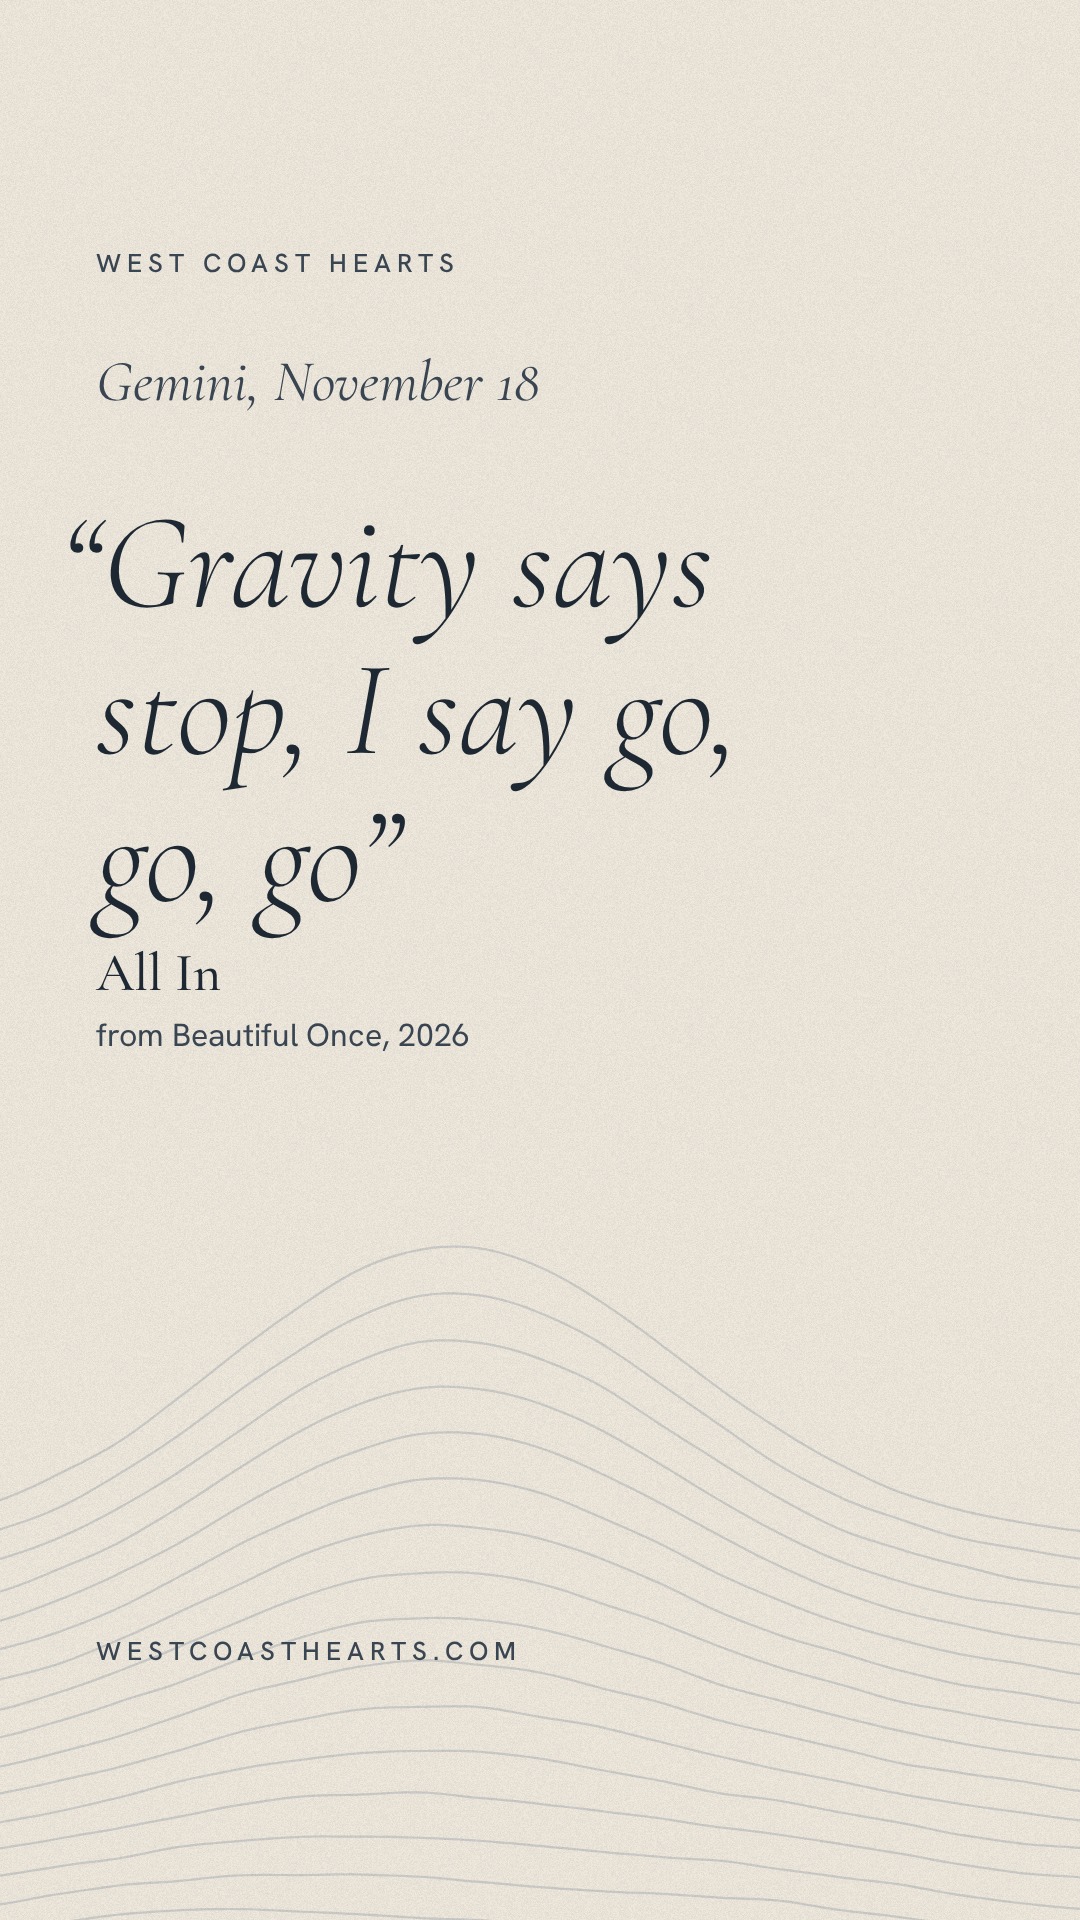 WEST COAST HEARTS
Gemini, November 18
“Gravity says
stop, I say go,
go, go”
All In
from Beautiful Once, 2026
WESTCOASTHEARTS.COM